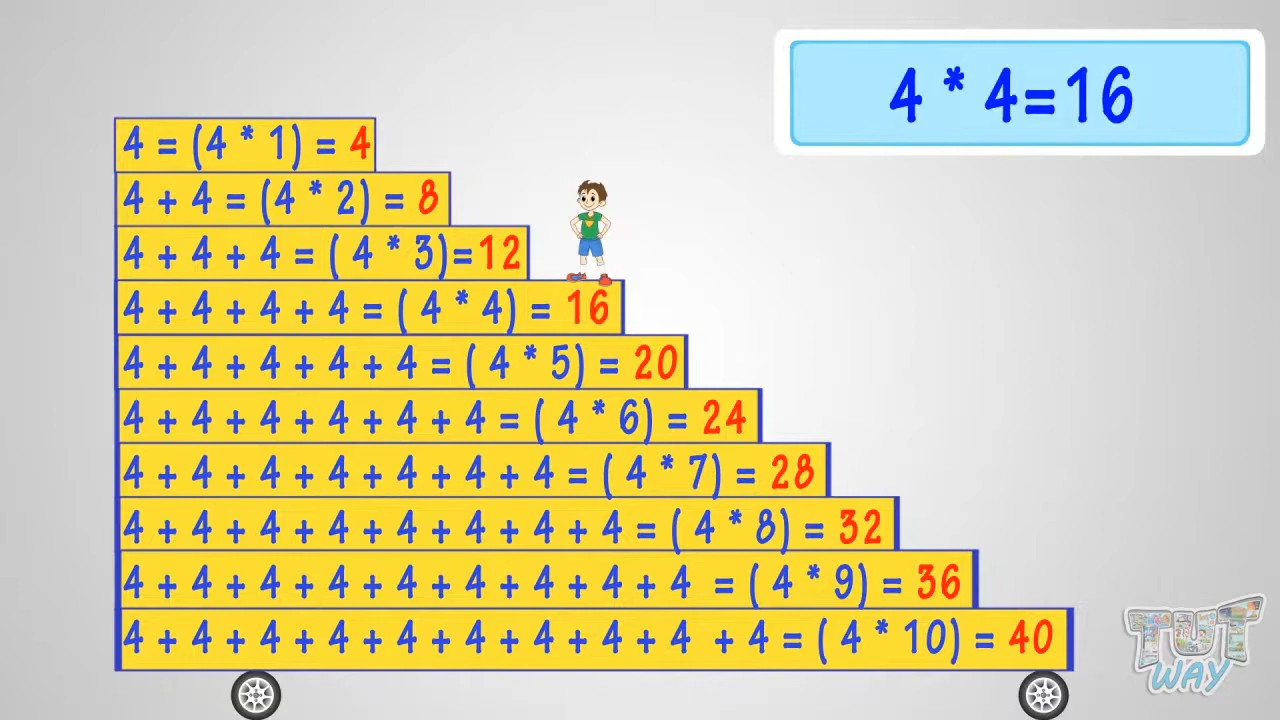 4 * 4=16
4 = (4 * 1) = 4
4 + 4 = (4 * 2) = 8
4 + 4 + 4 = ( 4 * 3)=12
4 + 4 + 4 + 4 = ( 4 * 4) = 16
4 + 4 + 4 + 4 + 4 = ( 4 * 5) = 20
4 + 4 + 4 + 4 + 4 + 4 = ( 4 * 6) = 24
4 + 4 + 4 + 4 + 4 + 4 + 4 = ( 4 * 7) = 28
4 + 4 + 4 + 4 + 4 + 4 + 4 + 4 = ( 4 * 8) = 32
4 + 4 + 4 + 4 + 4 + 4 + 4 + 4 + 4 = ( 4 * 9) = 36
4 + 4 + 4 + 4 + 4 + 4 + 4 + 4 + 4 + 4 = ( 4 * 10) = 40
TUT
WAY